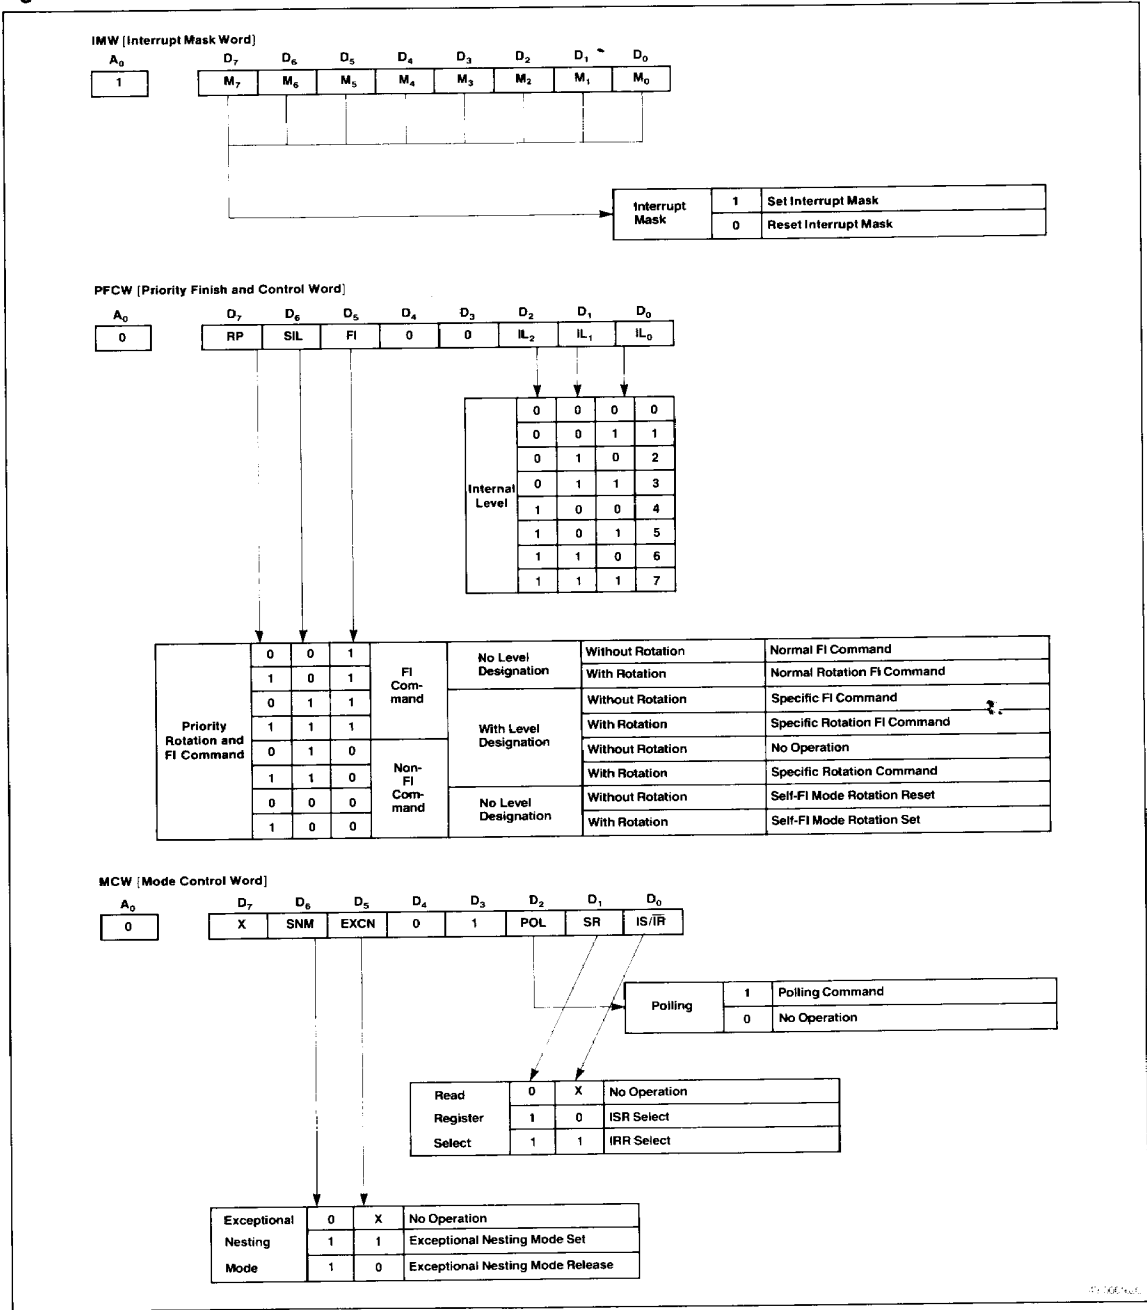 IMW [Interrupt Mask Word]
A0 D7 D6 D5 D4 D3 D2 D1 D0
1 M7 M6 M5 M4 M3 M2 M1 M0
Interrupt Mask
1 Set Interrupt Mask
0 Reset Interrupt Mask
PFCW [Priority Finish and Control Word]
A0 D7 D6 D5 D4 D3 D2 D1 D0
0 RP SIL FI 0 0 IL2 IL1 IL0
Internal Level
0 0 0 0
0 0 1 1
0 1 0 2
0 1 1 3
1 0 0 4
1 0 1 5
1 1 0 6
1 1 1 7
Priority Rotation and FI Command
FI Com-mand
Non-FI Com-mand
No Level Designation
With Level Designation
No Level Designation
0 0 1 Without Rotation Normal FI Command
1 0 1 With Rotation Normal Rotation FI Command
0 1 1 Without Rotation Specific FI Command
1 1 1 With Rotation Specific Rotation FI Command
0 1 0 Without Rotation No Operation
1 1 0 With Rotation Specific Rotation Command
0 0 0 Without Rotation Self-FI Mode Rotation Reset
1 0 0 With Rotation Self-FI Mode Rotation Set
MCW [Mode Control Word]
A0 D7 D6 D5 D4 D3 D2 D1 D0
0 X SNM EXCN 0 1 POL SR IS/I̅R̅
Polling
1 Polling Command
0 No Operation
Read Register Select
0 X No Operation
1 0 ISR Select
1 1 IRR Select
Exceptional Nesting Mode
0 X No Operation
1 1 Exceptional Nesting Mode Set
1 0 Exceptional Nesting Mode Release